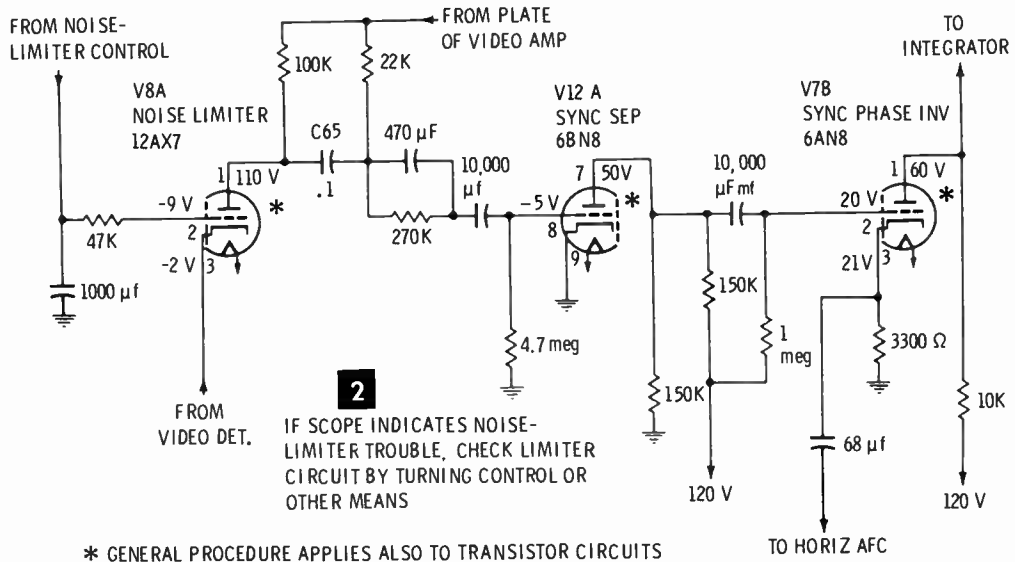 FROM NOISE-
LIMITER CONTROL
FROM PLATE
OF VIDEO AMP
TO
INTEGRATOR
100K
22K
V8A
NOISE LIMITER
12AX7
C65
.1
470 µF
10,000
µf
270K
V12 A
SYNC SEP
6BN8
10,000
µF mf
V7B
SYNC PHASE INV
6AN8
1
110 V
*
-9 V
2
-2 V
3
47K
1000 µf
7
50V
*
-5 V
8
9
1
60 V
*
20 V
2
21V
3
150K
1
meg
3300 Ω
4.7 meg
150K
10K
68 µf
FROM
VIDEO DET.
2
IF SCOPE INDICATES NOISE-
LIMITER TROUBLE, CHECK LIMITER
CIRCUIT BY TURNING CONTROL OR
OTHER MEANS
120 V
120 V
TO HORIZ AFC
* GENERAL PROCEDURE APPLIES ALSO TO TRANSISTOR CIRCUITS